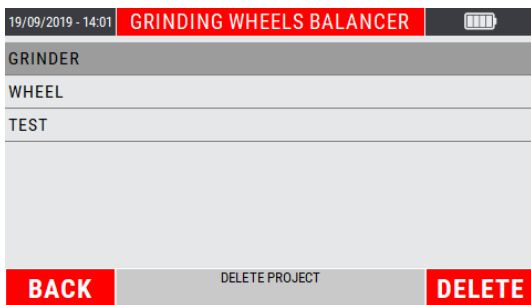 19/09/2019 - 14:01 GRINDING WHEELS BALANCER
GRINDER
WHEEL
TEST
BACK DELETE PROJECT DELETE